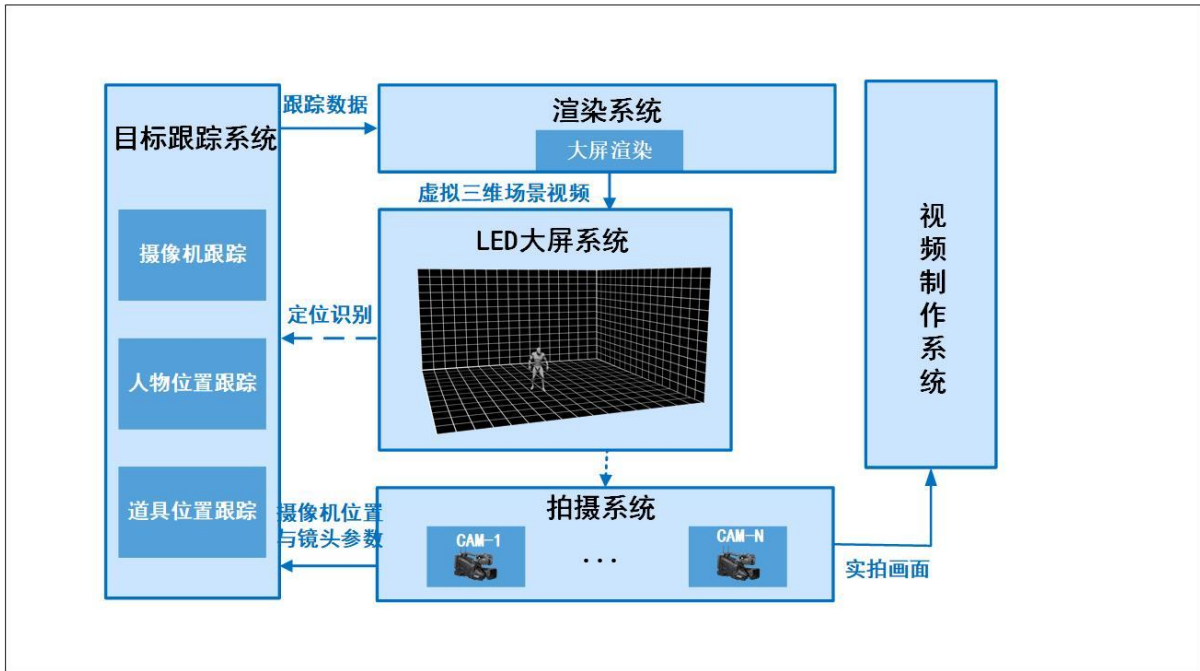 目标跟踪系统
摄像机跟踪
人物位置跟踪
道具位置跟踪
跟踪数据
渲染系统
大屏渲染
虚拟三维场景视频
LED大屏系统
定位识别
摄像机位置
与镜头参数
拍摄系统
CAM-1
...
CAM-N
实拍画面
视频制作系统